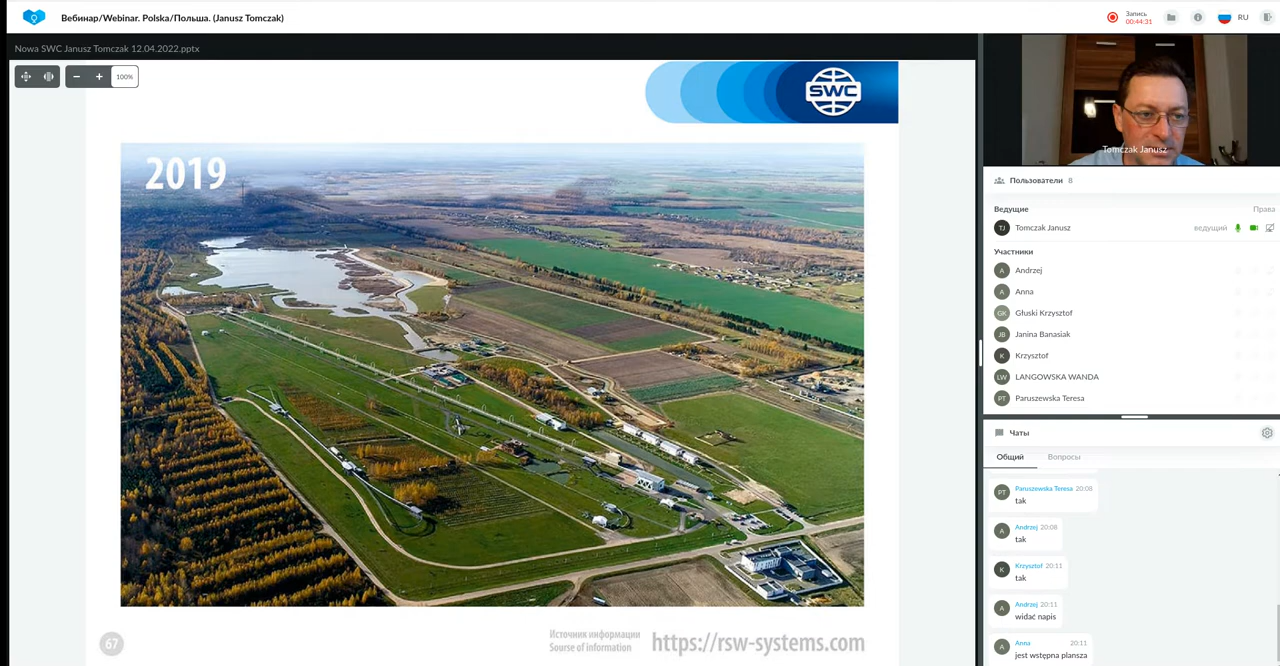 Вебинар/Webinar. Polska/Польша. (Janusz Tomczak)
Запись
00:44:31
RU
Nowa SWC Janusz Tomczak 12.04.2022.pptx
100%
SWC
2019
67
Источник информации
Sourse of information
https://rsw-systems.com
Tomczak Janusz
Пользователи 8
Ведущие Права
TJ Tomczak Janusz ведущий
Участники
A Andrzej
A Anna
GK Głuski Krzysztof
JB Janina Banasiak
K Krzysztof
LW LANGOWSKA WANDA
PT Paruszewska Teresa
Чаты
Общий Вопросы
PT Paruszewska Teresa 20:08
tak
A Andrzej 20:08
tak
K Krzysztof 20:11
tak
A Andrzej 20:11
widać napis
A Anna 20:11
jest wstępna plansza